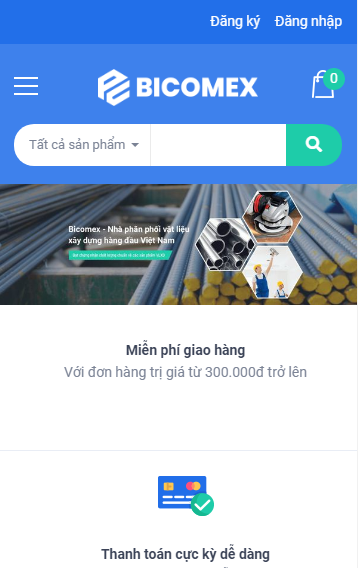 Đăng ký Đăng nhập
BICOMEX
0
Tất cả sản phẩm
Bicomex - Nhà phân phối vật liệu
xây dựng hàng đầu Việt Nam
Miễn phí giao hàng
Với đơn hàng trị giá từ 300.000đ trở lên
Thanh toán cực kỳ dễ dàng